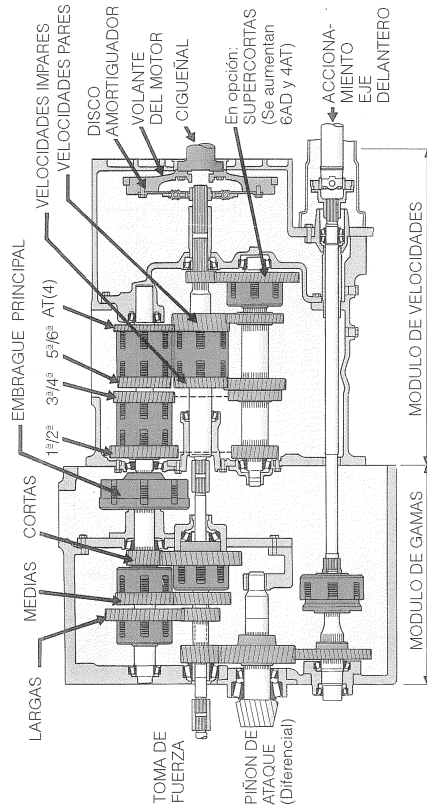 LARGAS
MEDIAS
CORTAS
EMBRAGUE PRINCIPAL
1ª/2ª
3ª/4ª
5ª/6ª
AT(4)
VELOCIDADES IMPARES
VELOCIDADES PARES
DISCO
AMORTIGUADOR
VOLANTE
DEL MOTOR
CIGUEÑAL
En opción:
SUPERCORTAS
(Se aumentan
6AD y 4AT)
ACCIONA-
MIENTO
EJE
DELANTERO
TOMA DE
FUERZA
PIÑON DE
ATAQUE
(Diferencial)
MODULO DE GAMAS
MODULO DE VELOCIDADES